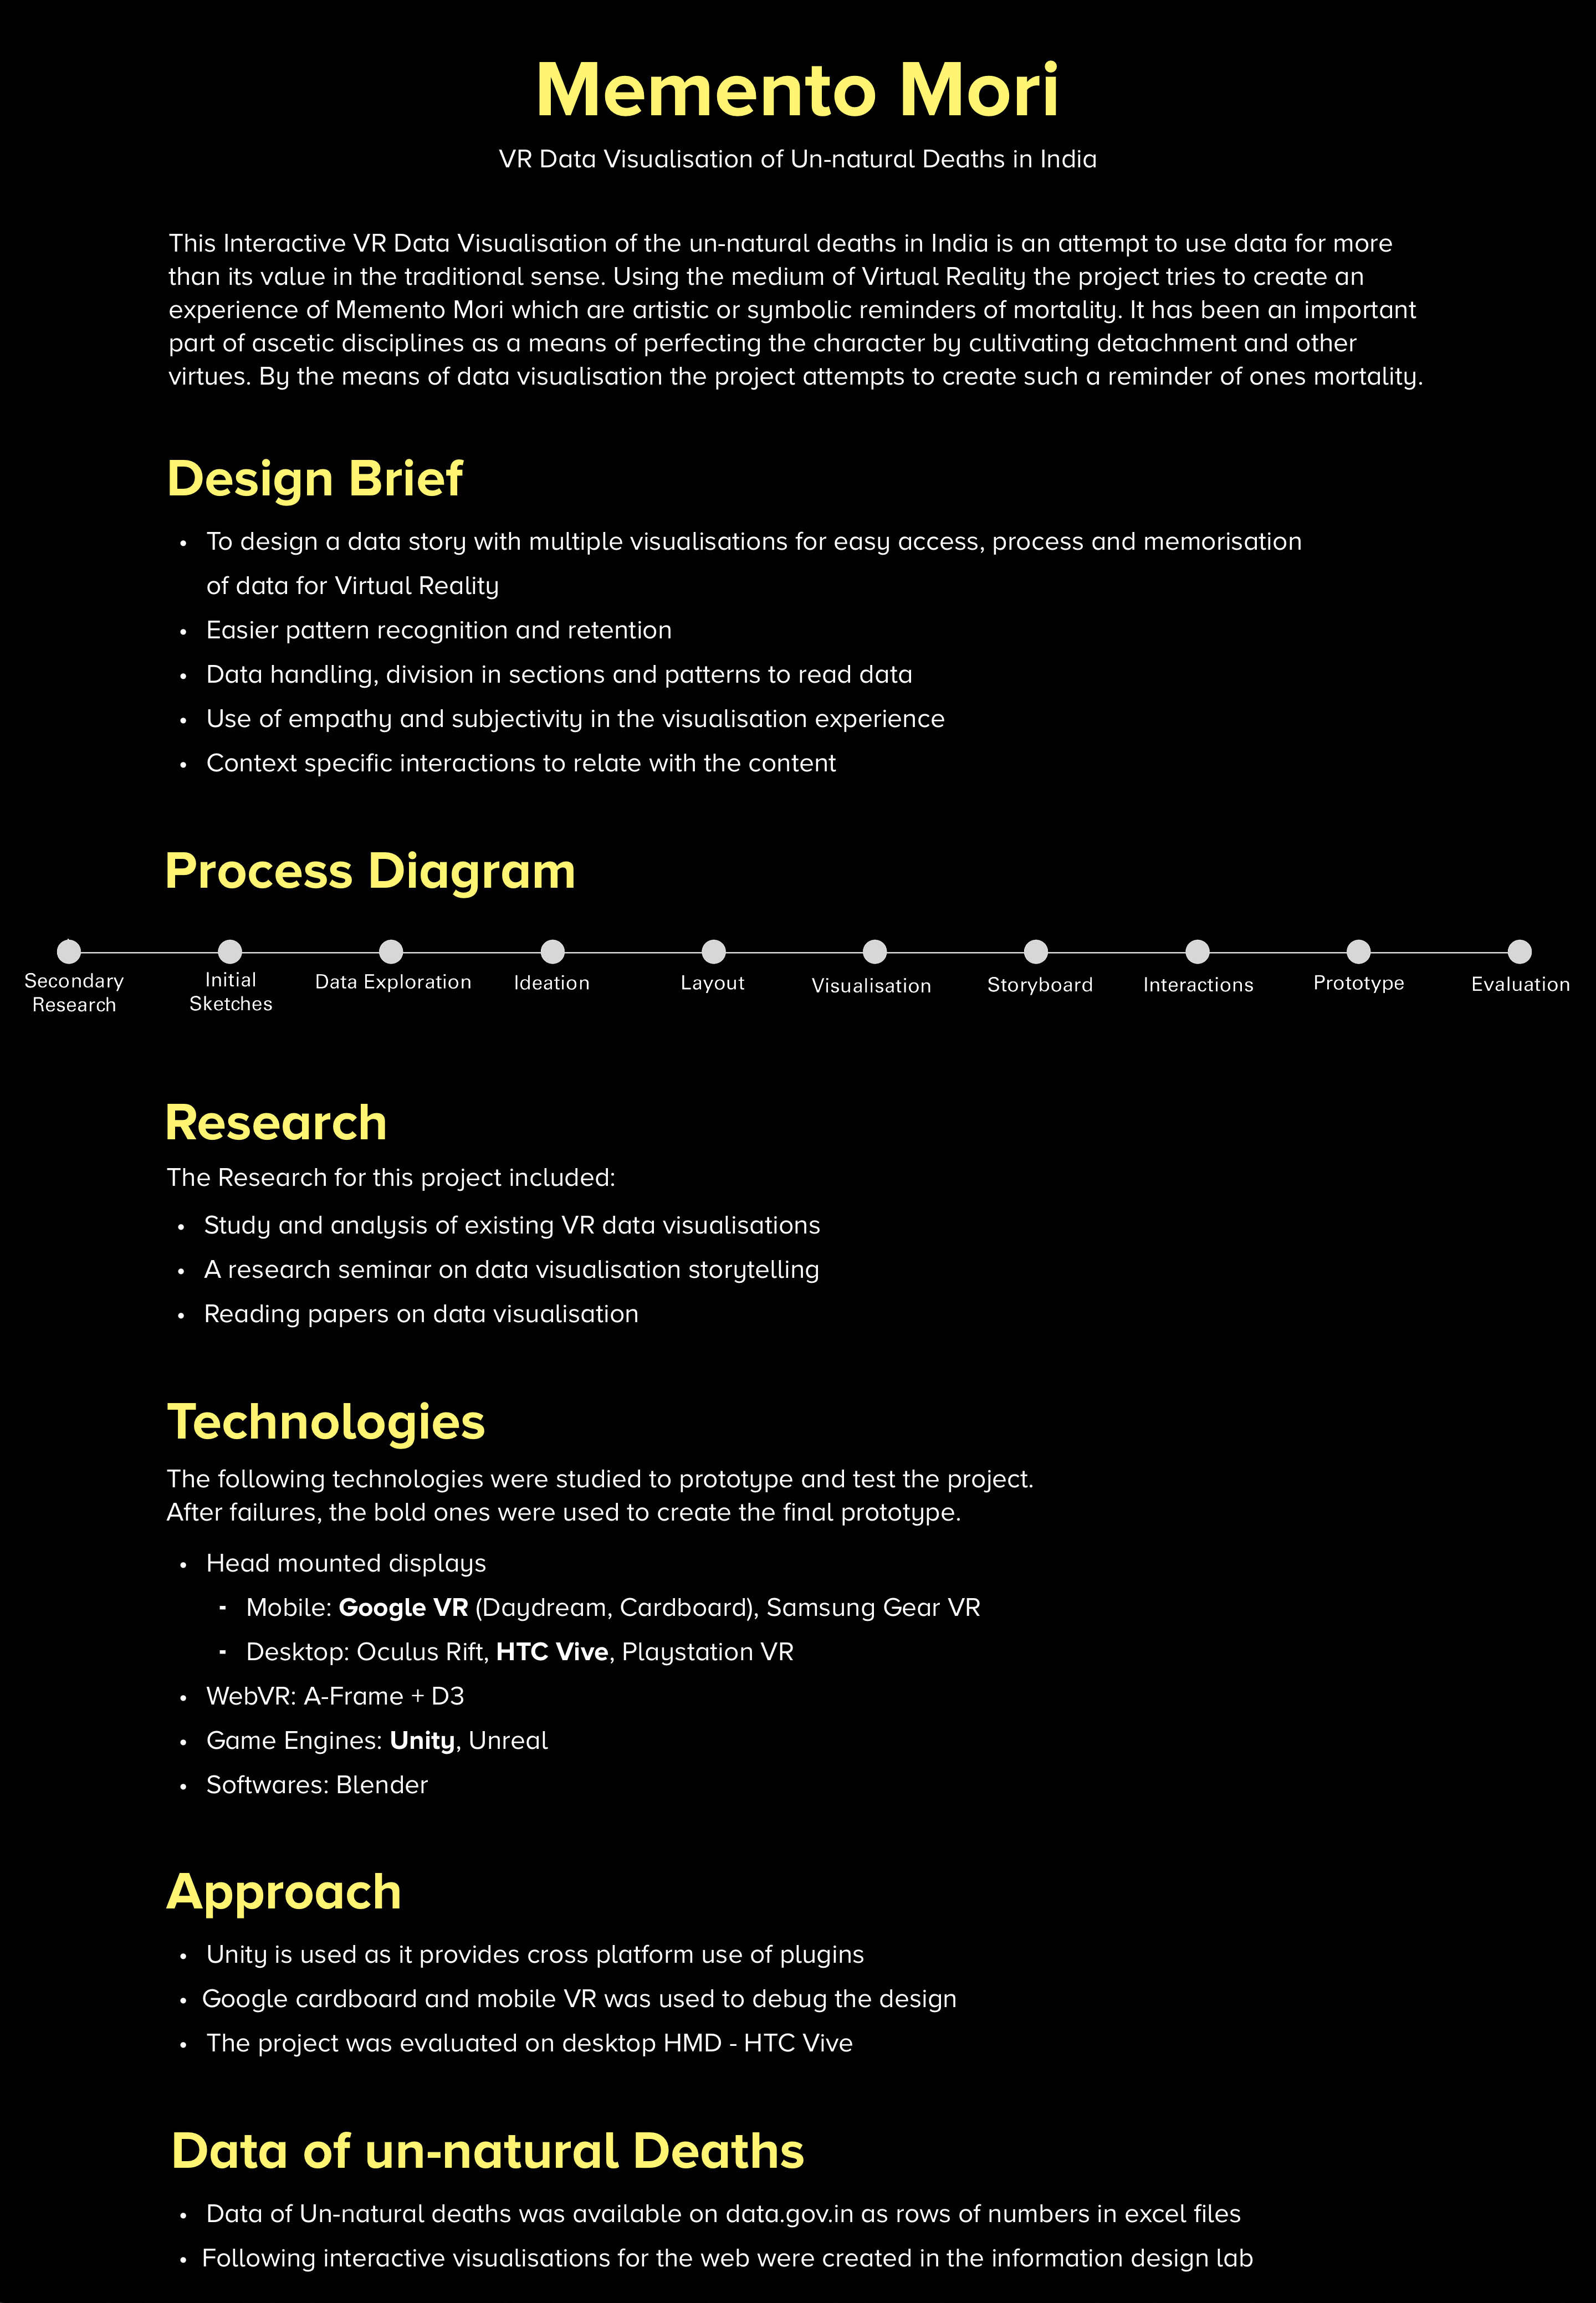 Memento Mori
VR Data Visualisation of Un-natural Deaths in India
This Interactive VR Data Visualisation of the un-natural deaths in India is an attempt to use data for more
than its value in the traditional sense. Using the medium of Virtual Reality the project tries to create an
experience of Memento Mori which are artistic or symbolic reminders of mortality. It has been an important
part of ascetic disciplines as a means of perfecting the character by cultivating detachment and other
virtues. By the means of data visualisation the project attempts to create such a reminder of ones mortality.
Design Brief
• To design a data story with multiple visualisations for easy access, process and memorisation
of data for Virtual Reality
• Easier pattern recognition and retention
• Data handling, division in sections and patterns to read data
• Use of empathy and subjectivity in the visualisation experience
• Context specific interactions to relate with the content
Process Diagram
Secondary
Research
Initial
Sketches
Data Exploration
Ideation
Layout
Visualisation
Storyboard
Interactions
Prototype
Evaluation
Research
The Research for this project included:
• Study and analysis of existing VR data visualisations
• A research seminar on data visualisation storytelling
• Reading papers on data visualisation
Technologies
The following technologies were studied to prototype and test the project.
After failures, the bold ones were used to create the final prototype.
• Head mounted displays
- Mobile: Google VR (Daydream, Cardboard), Samsung Gear VR
- Desktop: Oculus Rift, HTC Vive, Playstation VR
• WebVR: A-Frame + D3
• Game Engines: Unity, Unreal
• Softwares: Blender
Approach
• Unity is used as it provides cross platform use of plugins
• Google cardboard and mobile VR was used to debug the design
• The project was evaluated on desktop HMD - HTC Vive
Data of un-natural Deaths
• Data of Un-natural deaths was available on data.gov.in as rows of numbers in excel files
• Following interactive visualisations for the web were created in the information design lab